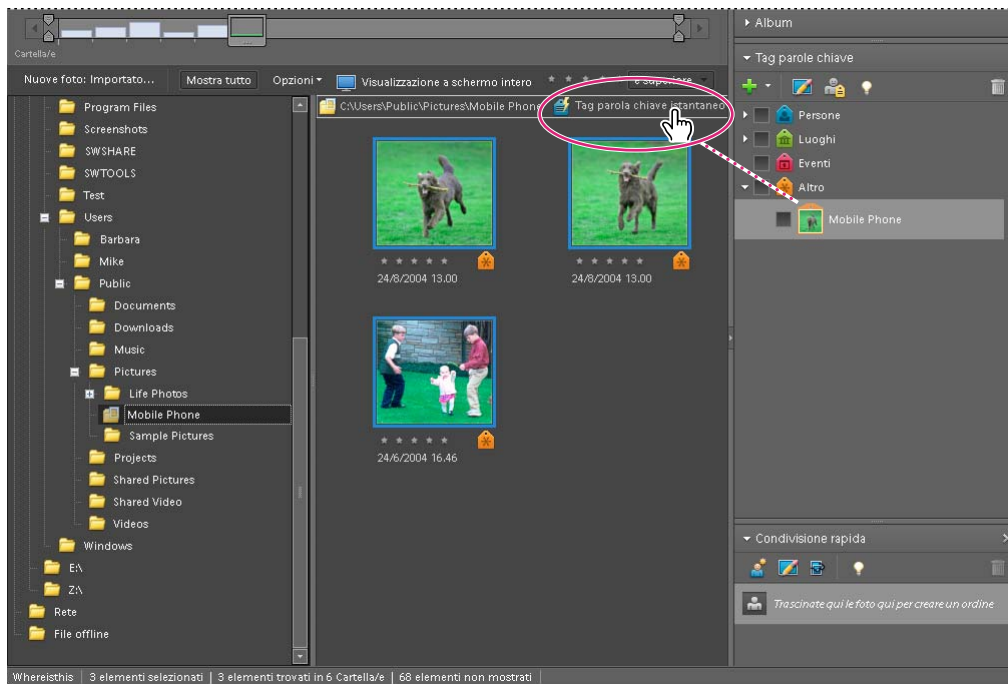 Cartella/e
Album
Nuove foto: Importato...
Mostra tutto
Opzioni
Visualizzazione a schermo intero
e superiore
Tag parole chiave
C:\Users\Public\Pictures\Mobile Phone
Tag parola chiave istantaneo
Program Files
Screenshots
SWSHARE
SWTOOLS
Test
Users
Barbara
Mike
Public
Documents
Downloads
Music
Pictures
Life Photos
Mobile Phone
Sample Pictures
Projects
Shared Pictures
Shared Video
Videos
Windows
E:\
Z:\
Rete
File offline
24/8/2004 13.00
24/8/2004 13.00
24/6/2004 16.46
Persone
Luoghi
Eventi
Altro
Mobile Phone
Condivisione rapida
Trascinate qui le foto qui per creare un ordine
Whereisthis
3 elementi selezionati
3 elementi trovati in 6 Cartella/e
68 elementi non mostrati